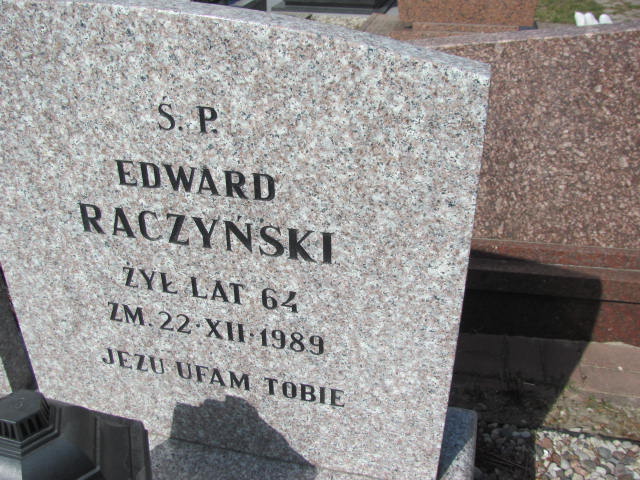 Ś. P.
EDWARD
RACZYŃSKI
ŻYŁ LAT 64
ZM. 22·XII·1989
JEZU UFAM TOBIE